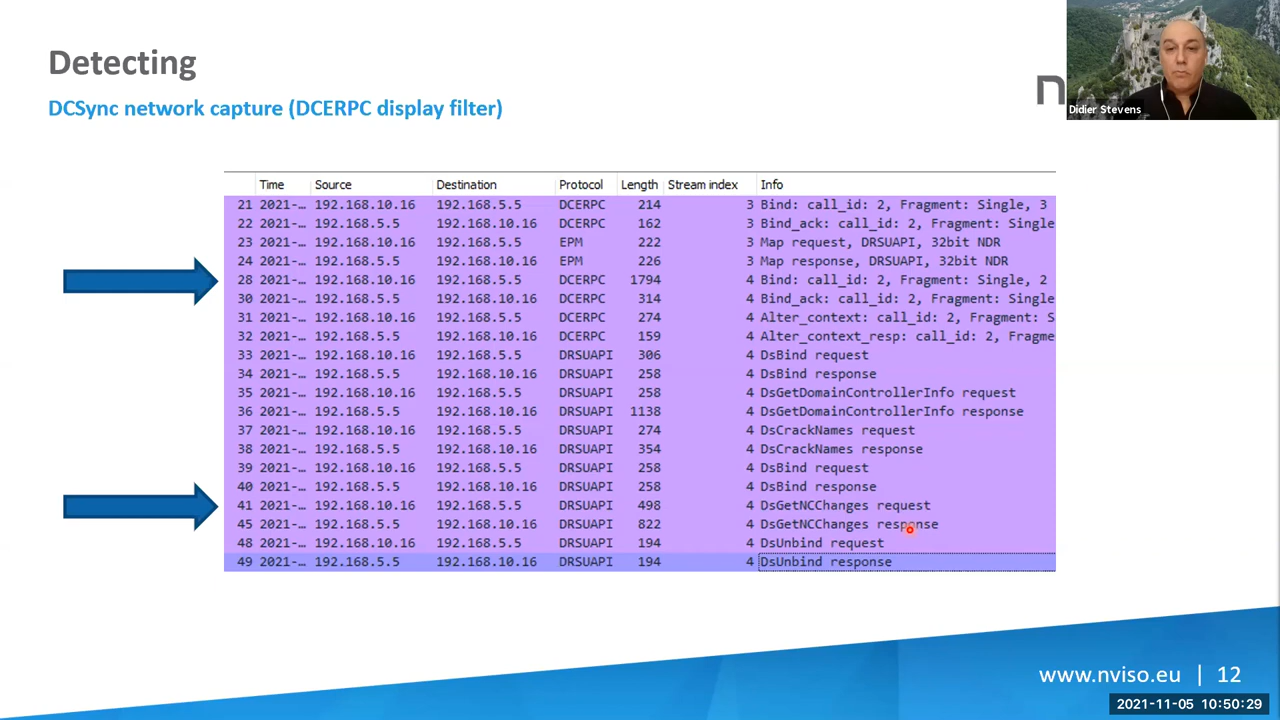 Detecting
DCSync network capture (DCERPC display filter)
n
Didier Stevens
Time Source Destination Protocol Length Stream index Info
21 2021-… 192.168.10.16 192.168.5.5 DCERPC 214 3 Bind: call_id: 2, Fragment: Single, 3
22 2021-… 192.168.5.5 192.168.10.16 DCERPC 162 3 Bind_ack: call_id: 2, Fragment: Single
23 2021-… 192.168.10.16 192.168.5.5 EPM 222 3 Map request, DRSUAPI, 32bit NDR
24 2021-… 192.168.5.5 192.168.10.16 EPM 226 3 Map response, DRSUAPI, 32bit NDR
28 2021-… 192.168.10.16 192.168.5.5 DCERPC 1794 4 Bind: call_id: 2, Fragment: Single, 2
30 2021-… 192.168.5.5 192.168.10.16 DCERPC 314 4 Bind_ack: call_id: 2, Fragment: Single
31 2021-… 192.168.10.16 192.168.5.5 DCERPC 274 4 Alter_context: call_id: 2, Fragment: S
32 2021-… 192.168.5.5 192.168.10.16 DCERPC 159 4 Alter_context_resp: call_id: 2, Fragme
33 2021-… 192.168.10.16 192.168.5.5 DRSUAPI 306 4 DsBind request
34 2021-… 192.168.5.5 192.168.10.16 DRSUAPI 258 4 DsBind response
35 2021-… 192.168.10.16 192.168.5.5 DRSUAPI 258 4 DsGetDomainControllerInfo request
36 2021-… 192.168.5.5 192.168.10.16 DRSUAPI 1138 4 DsGetDomainControllerInfo response
37 2021-… 192.168.10.16 192.168.5.5 DRSUAPI 274 4 DsCrackNames request
38 2021-… 192.168.5.5 192.168.10.16 DRSUAPI 354 4 DsCrackNames response
39 2021-… 192.168.10.16 192.168.5.5 DRSUAPI 258 4 DsBind request
40 2021-… 192.168.5.5 192.168.10.16 DRSUAPI 258 4 DsBind response
41 2021-… 192.168.10.16 192.168.5.5 DRSUAPI 498 4 DsGetNCChanges request
45 2021-… 192.168.5.5 192.168.10.16 DRSUAPI 822 4 DsGetNCChanges response
48 2021-… 192.168.10.16 192.168.5.5 DRSUAPI 194 4 DsUnbind request
49 2021-… 192.168.5.5 192.168.10.16 DRSUAPI 194 4 DsUnbind response
www.nviso.eu | 12
2021-11-05 10:50:29